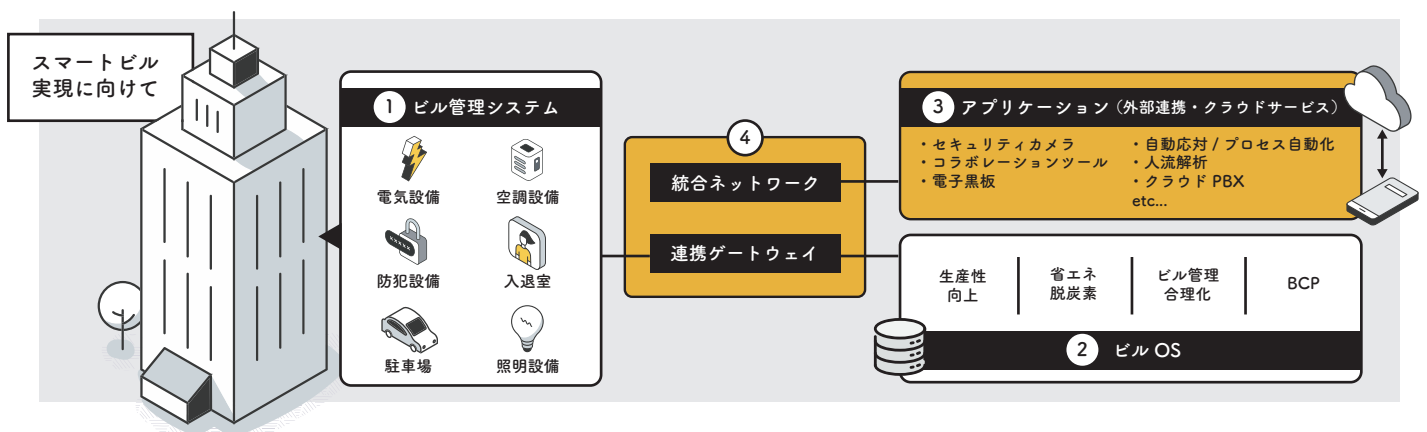 スマートビル
実現に向けて
1 ビル管理システム
電気設備
空調設備
*****
防犯設備
入退室
駐車場
照明設備
4
統合ネットワーク
連携ゲートウェイ
3 アプリケーション（外部連携・クラウドサービス）
・セキュリティカメラ
・コラボレーションツール
・電子黒板
・自動応対 / プロセス自動化
・人流解析
・クラウド PBX
etc...
生産性
向上
省エネ
脱炭素
ビル管理
合理化
BCP
2 ビル OS